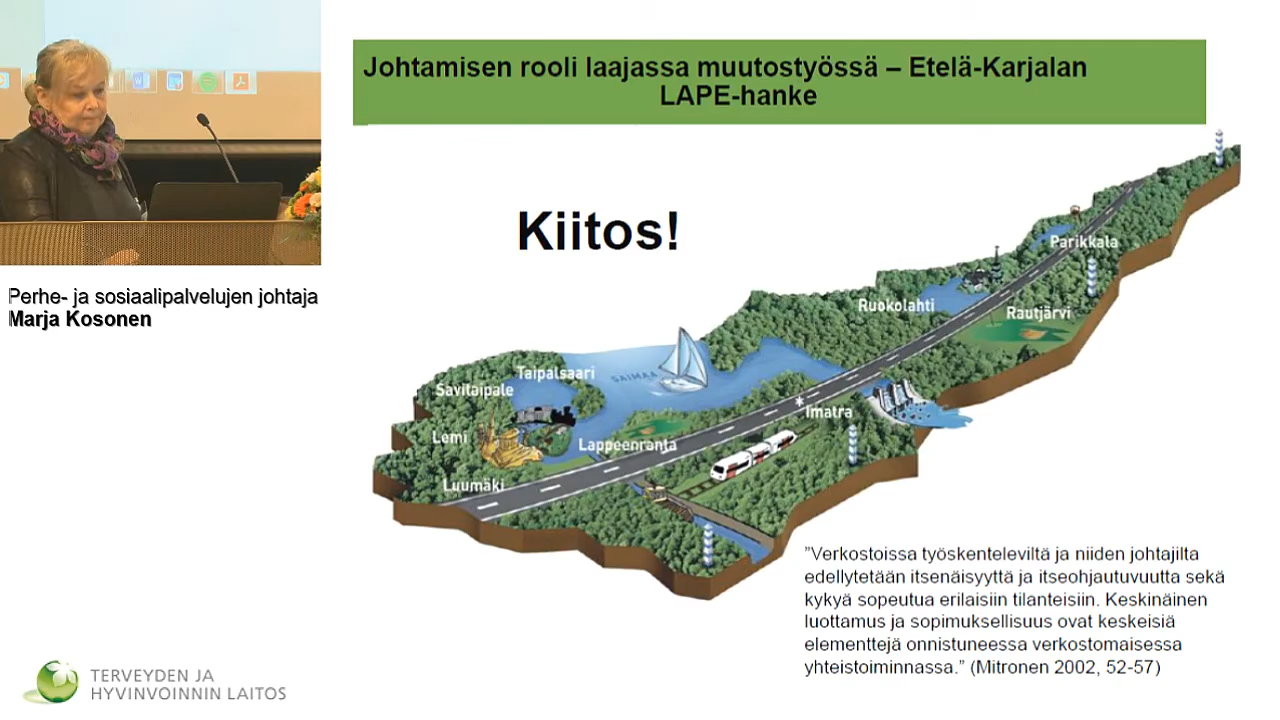 Johtamisen rooli laajassa muutostyössä – Etelä-Karjalan
LAPE-hanke
Kiitos!
Perhe- ja sosiaalipalvelujen johtaja
Marja Kosonen
Parikkala
Ruokolahti
Rautjärvi
SAIMAA
Taipalsaari
Savitaipale
Imatra
Lemi
Lappeenranta
Luumäki
”Verkostoissa työskenteleviltä ja niiden johtajilta
edellytetään itsenäisyyttä ja itseohjautuvuutta sekä
kykyä sopeutua erilaisiin tilanteisiin. Keskinäinen
luottamus ja sopimuksellisuus ovat keskeisiä
elementtejä onnistuneessa verkostomaisessa
yhteistoiminnassa.” (Mitronen 2002, 52-57)
TERVEYDEN JA
HYVINVOINNIN LAITOS